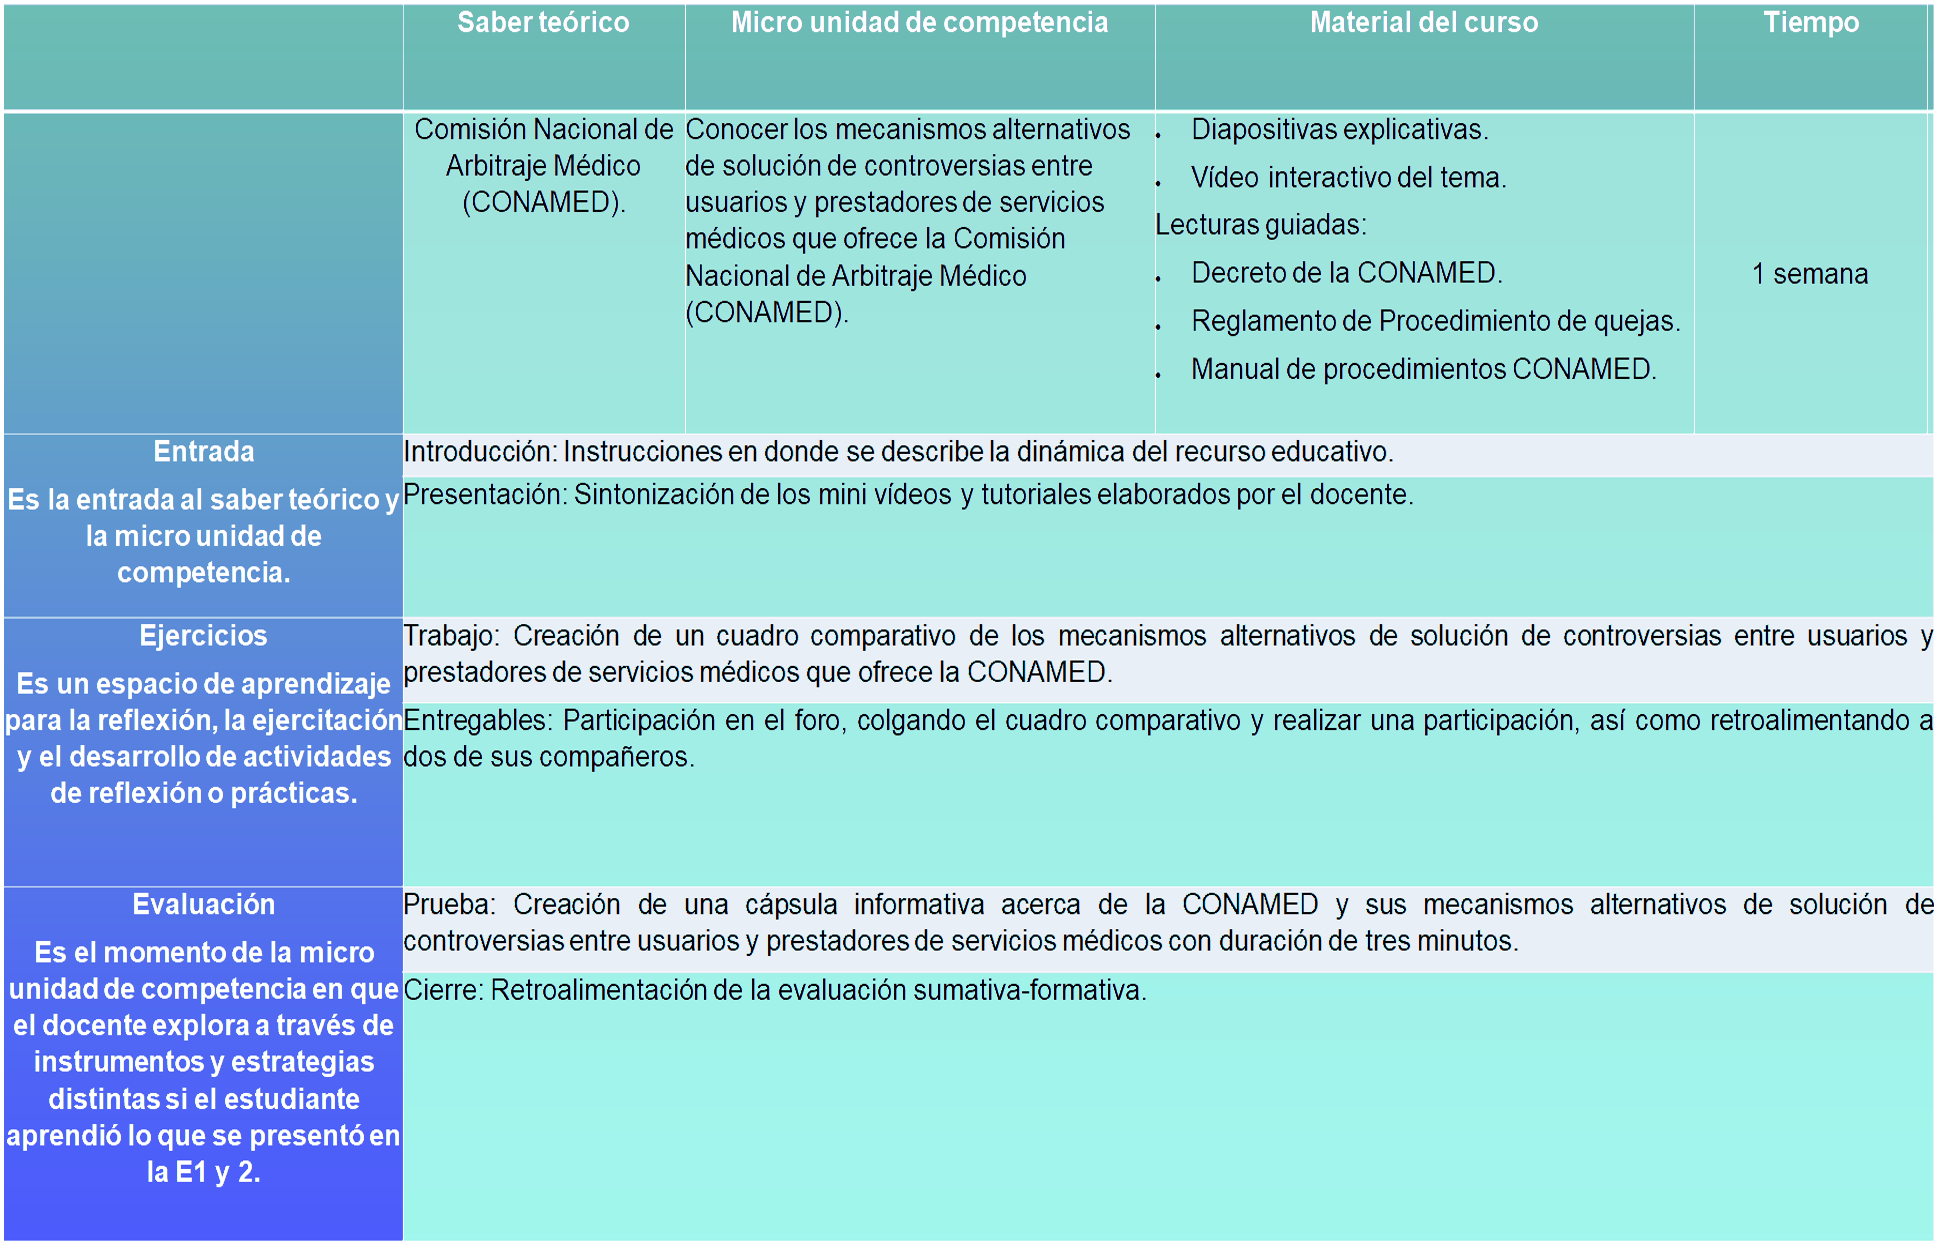 Saber teórico
Micro unidad de competencia
Material del curso
Tiempo
Comisión Nacional de
Arbitraje Médico
(CONAMED).
Conocer los mecanismos alternativos
de solución de controversias entre
usuarios y prestadores de servicios
médicos que ofrece la Comisión
Nacional de Arbitraje Médico
(CONAMED).
• Diapositivas explicativas.
• Vídeo interactivo del tema.
Lecturas guiadas:
• Decreto de la CONAMED.
• Reglamento de Procedimiento de quejas.
• Manual de procedimientos CONAMED.
1 semana
Entrada
Es la entrada al saber teórico y
la micro unidad de
competencia.
Introducción: Instrucciones en donde se describe la dinámica del recurso educativo.
Presentación: Sintonización de los mini vídeos y tutoriales elaborados por el docente.
Ejercicios
Es un espacio de aprendizaje
para la reflexión, la ejercitación
y el desarrollo de actividades
de reflexión o prácticas.
Trabajo: Creación de un cuadro comparativo de los mecanismos alternativos de solución de controversias entre usuarios y
prestadores de servicios médicos que ofrece la CONAMED.
Entregables: Participación en el foro, colgando el cuadro comparativo y realizar una participación, así como retroalimentando a
dos de sus compañeros.
Evaluación
Es el momento de la micro
unidad de competencia en que
el docente explora a través de
instrumentos y estrategias
distintas si el estudiante
aprendió lo que se presentó en
la E1 y 2.
Prueba: Creación de una cápsula informativa acerca de la CONAMED y sus mecanismos alternativos de solución de
controversias entre usuarios y prestadores de servicios médicos con duración de tres minutos.
Cierre: Retroalimentación de la evaluación sumativa-formativa.